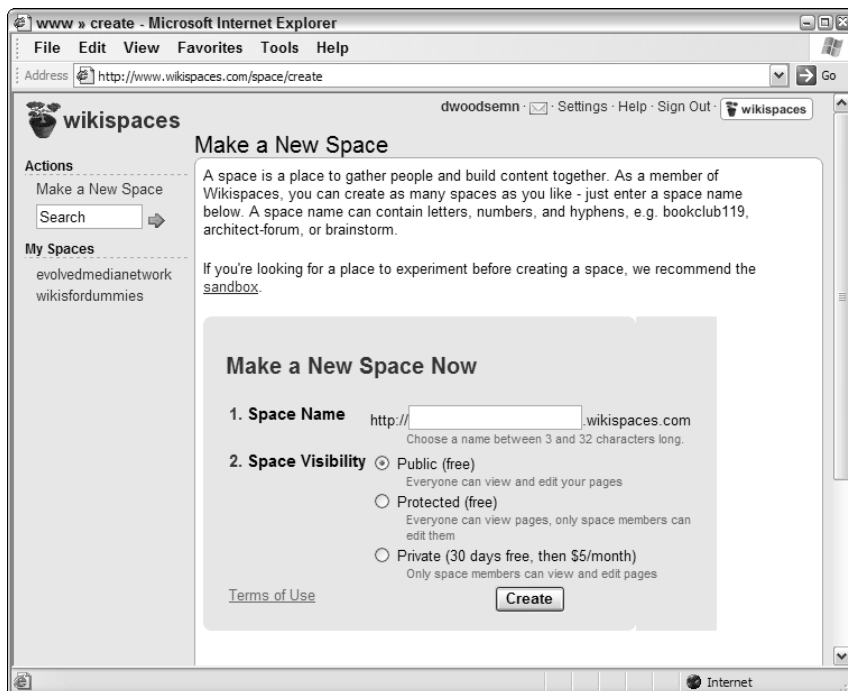 www » create - Microsoft Internet Explorer
File Edit View Favorites Tools Help
Address http://www.wikispaces.com/space/create Go
dwoodsemn · Settings · Help · Sign Out · wikispaces
wikispaces
Make a New Space
Actions
Make a New Space
Search
My Spaces
evolvedmedianetwork
wikisfordummies
A space is a place to gather people and build content together. As a member of
Wikispaces, you can create as many spaces as you like - just enter a space name
below. A space name can contain letters, numbers, and hyphens, e.g. bookclub119,
architect-forum, or brainstorm.
If you're looking for a place to experiment before creating a space, we recommend the
sandbox.
Make a New Space Now
1. Space Name http:// .wikispaces.com
Choose a name between 3 and 32 characters long.
2. Space Visibility Public (free)
Everyone can view and edit your pages
Protected (free)
Everyone can view pages, only space members can
edit them
Private (30 days free, then $5/month)
Only space members can view and edit pages
Terms of Use Create
Internet